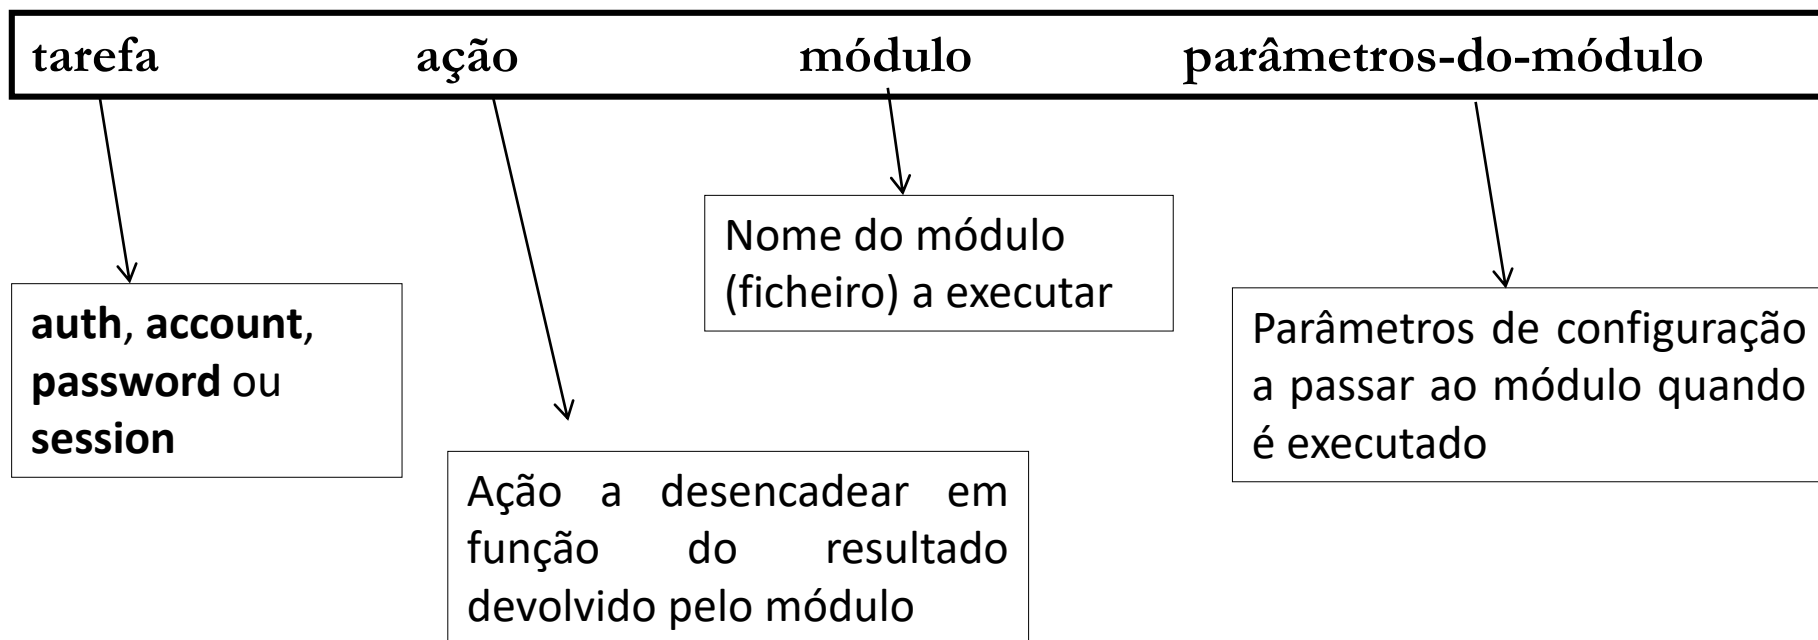 tarefa ação módulo parâmetros-do-módulo
auth, account,
password ou
session
Ação a desencadear em
função do resultado
devolvido pelo módulo
Nome do módulo
(ficheiro) a executar
Parâmetros de configuração
a passar ao módulo quando
é executado